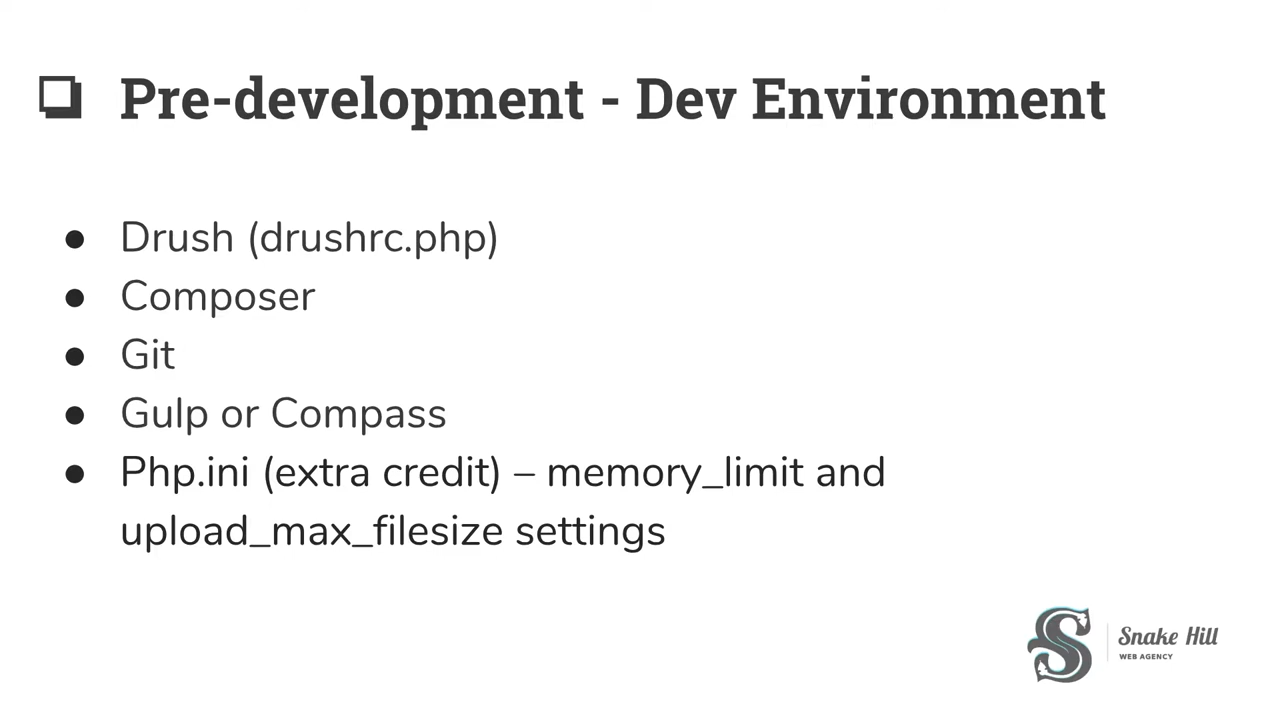 ❏ Pre-development - Dev Environment
● Drush (drushrc.php)
● Composer
● Git
● Gulp or Compass
● Php.ini (extra credit) – memory_limit and
upload_max_filesize settings
S
Snake Hill
WEB AGENCY